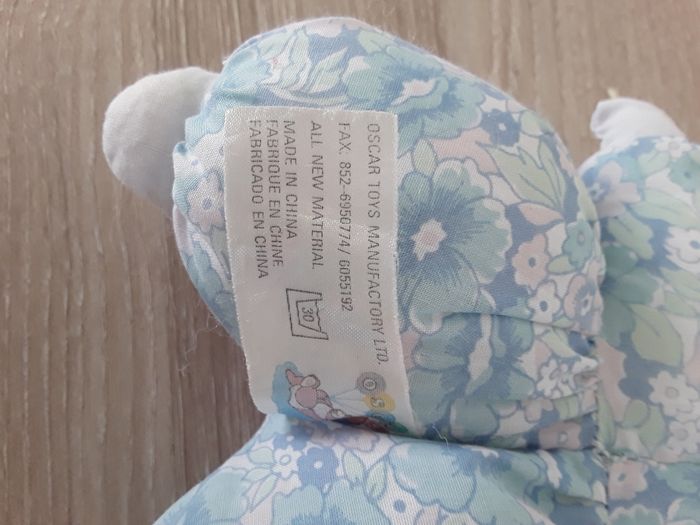 OSCAR TOYS MANUFACTORY LTD.
FAX. 852-6950774/6055192
ALL NEW MATERIAL
MADE IN CHINA
FABRIQUE EN CHINE
FABRICADO EN CHINA
30
O S